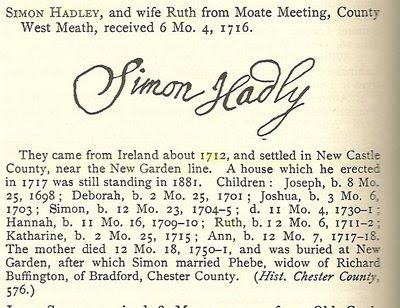 SIMON HADLEY, and wife Ruth from Moate Meeting, County
West Meath, received 6 Mo. 4, 1716.
Simon Hadly
They came from Ireland about 1712, and settled in New Castle
County, near the New Garden line. A house which he erected
in 1717 was still standing in 1881. Children: Joseph, b. 8 Mo.
25, 1698; Deborah, b. 2 Mo. 25, 1701; Joshua, b. 3 Mo. 6,
1703; Simon, b. 12 Mo. 23, 1704-5; d. 11 Mo. 4, 1730-1;
Hannah, b. 11 Mo. 16, 1709-10; Ruth, b. 12 Mo. 6, 1711-2;
Katharine, b. 2 Mo. 25, 1715; Ann, b. 12 Mo. 7, 1717-18.
The mother died 12 Mo. 18, 1750-1, and was buried at New
Garden, after which Simon married Phebe, widow of Richard
Buffington, of Bradford, Chester County. (Hist. Chester County,
576.)